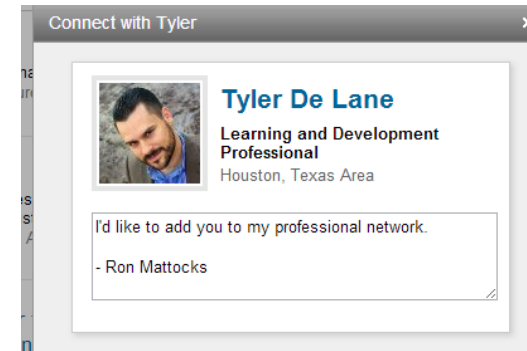 Connect with Tyler
Tyler De Lane
Learning and Development
Professional
Houston, Texas Area
I'd like to add you to my professional network.
- Ron Mattocks